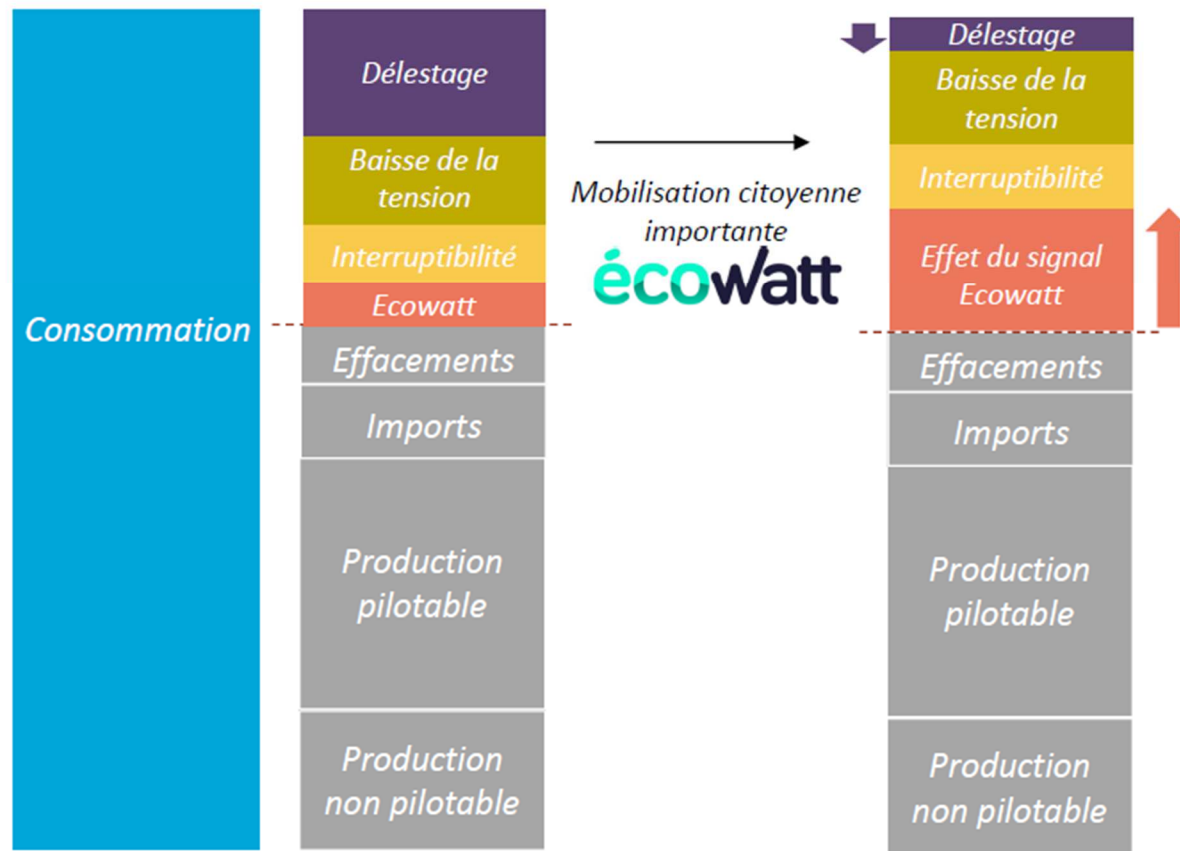 Consommation
Délestage
Baisse de la
tension
Interruptibilité
Ecowatt
Effacements
Imports
Production
pilotable
Production
non pilotable
Mobilisation citoyenne
importante
écowatt
Délestage
Baisse de la
tension
Interruptibilité
Effet du signal
Ecowatt
Effacements
Imports
Production
pilotable
Production
non pilotable